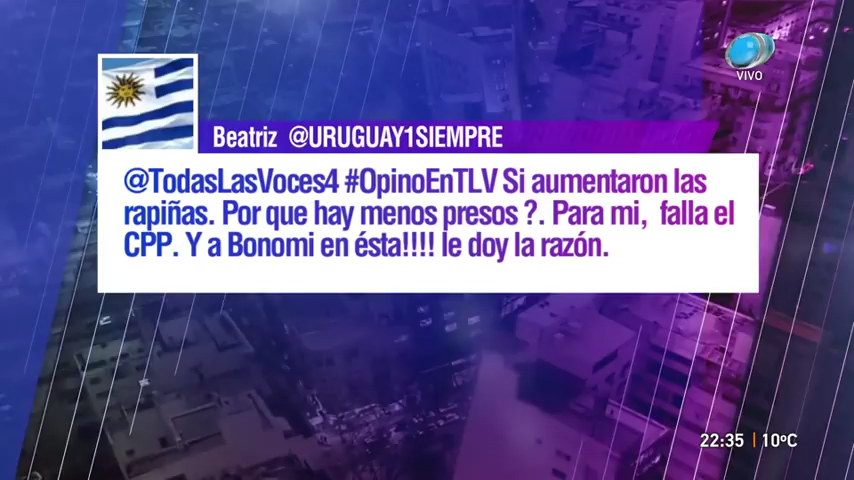 VIVO
Beatriz @URUGUAY1SIEMPRE
@TodasLasVoces4 #OpinoEnTLV Si aumentaron las
rapiñas. Por que hay menos presos ?. Para mi, falla el
CPP. Y a Bonomi en ésta!!!! le doy la razón.
22:35 | 10ºC